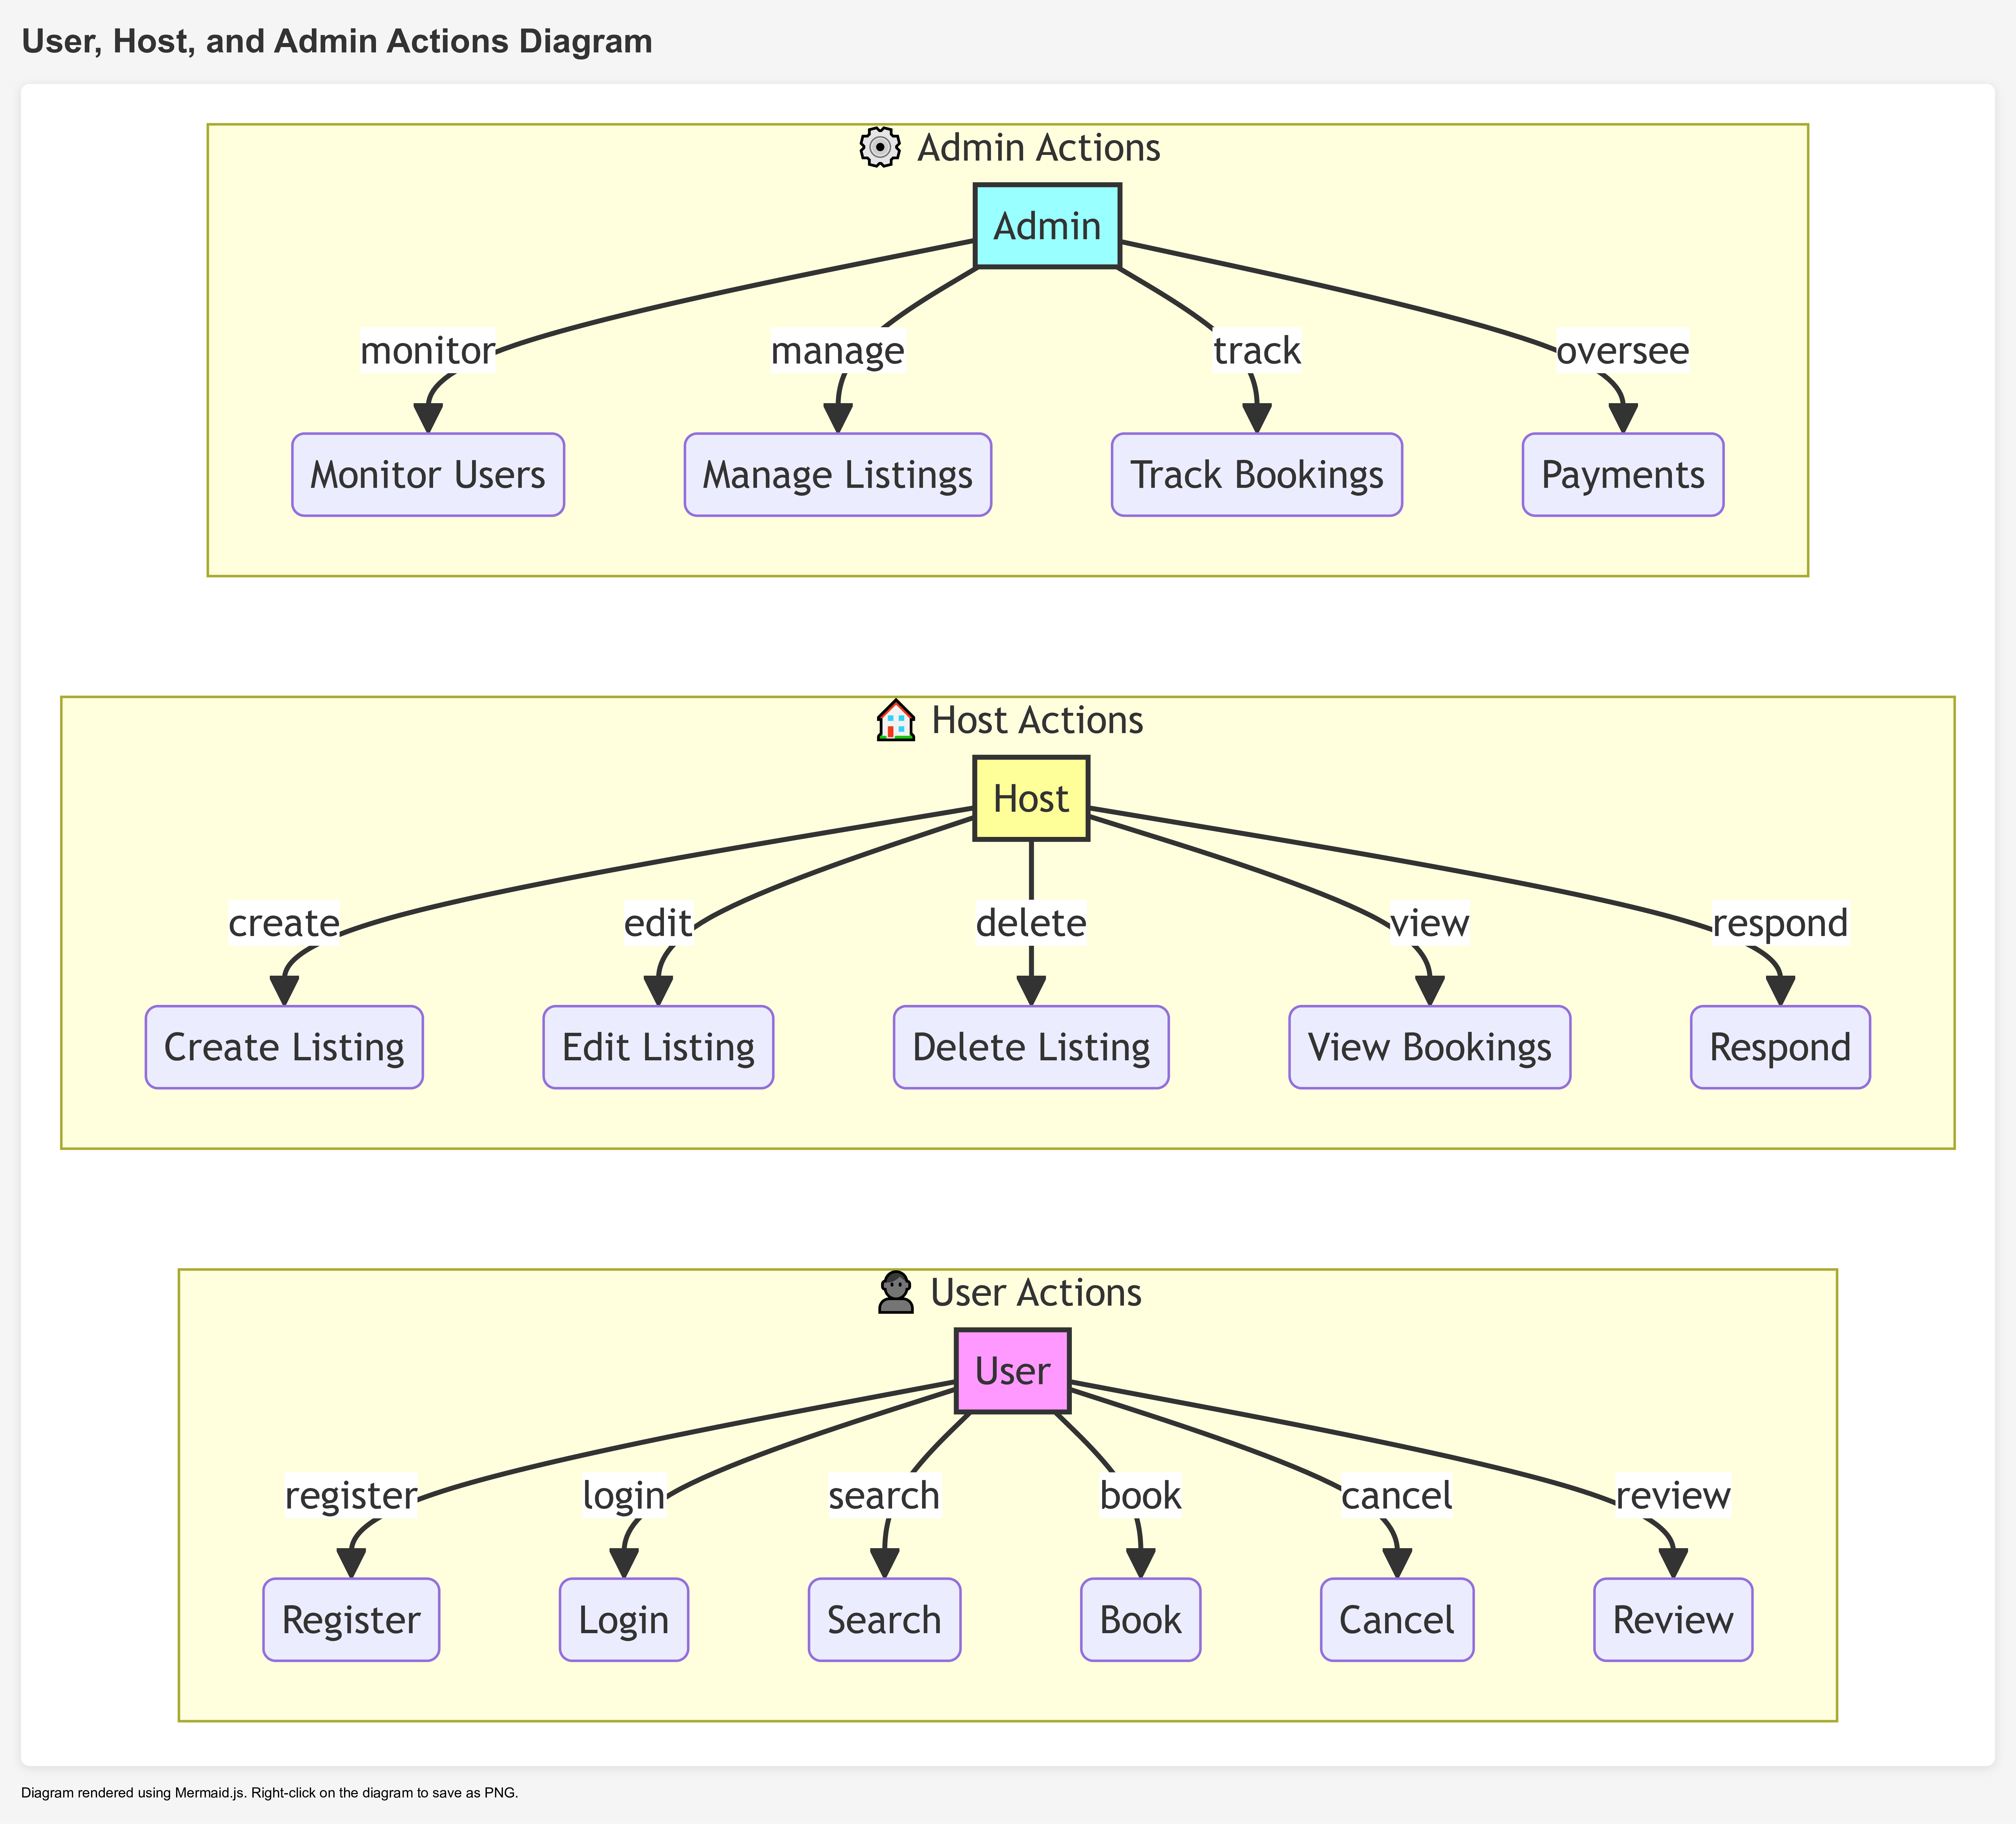 User, Host, and Admin Actions Diagram
Admin Actions
Admin
monitor
manage
track
oversee
Monitor Users
Manage Listings
Track Bookings
Payments
Host Actions
Host
create
edit
delete
view
respond
Create Listing
Edit Listing
Delete Listing
View Bookings
Respond
User Actions
User
register
login
search
book
cancel
review
Register
Login
Search
Book
Cancel
Review
Diagram rendered using Mermaid.js. Right-click on the diagram to save as PNG.